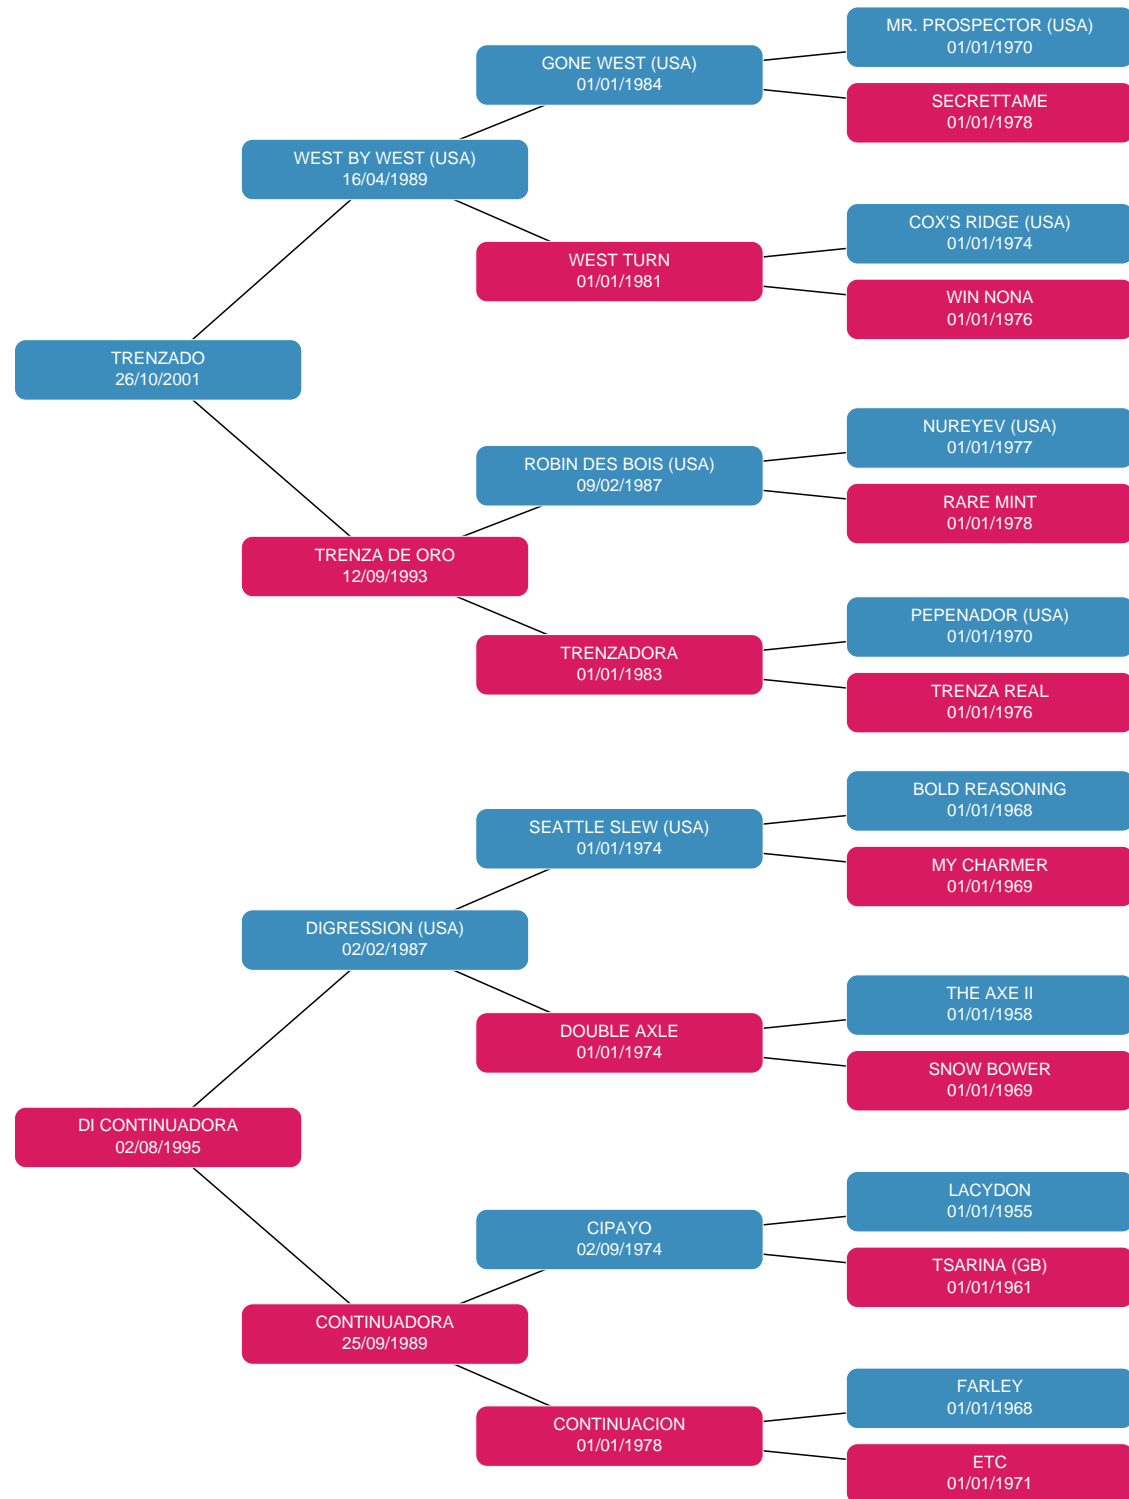 MR. PROSPECTOR (USA)
01/01/1970
GONE WEST (USA)
01/01/1984
SECRETTAME
01/01/1978
WEST BY WEST (USA)
16/04/1989
COX'S RIDGE (USA)
01/01/1974
WEST TURN
01/01/1981
WIN NONA
01/01/1976
TRENZADO
26/10/2001
NUREYEV (USA)
01/01/1977
ROBIN DES BOIS (USA)
09/02/1987
RARE MINT
01/01/1978
TRENZA DE ORO
12/09/1993
PEPENADOR (USA)
01/01/1970
TRENZADORA
01/01/1983
TRENZA REAL
01/01/1976
BOLD REASONING
01/01/1968
SEATTLE SLEW (USA)
01/01/1974
MY CHARMER
01/01/1969
DIGRESSION (USA)
02/02/1987
THE AXE II
01/01/1958
DOUBLE AXLE
01/01/1974
SNOW BOWER
01/01/1969
DI CONTINUADORA
02/08/1995
LACYDON
01/01/1955
CIPAYO
02/09/1974
TSARINA (GB)
01/01/1961
CONTINUADORA
25/09/1989
FARLEY
01/01/1968
CONTINUACION
01/01/1978
ETC
01/01/1971